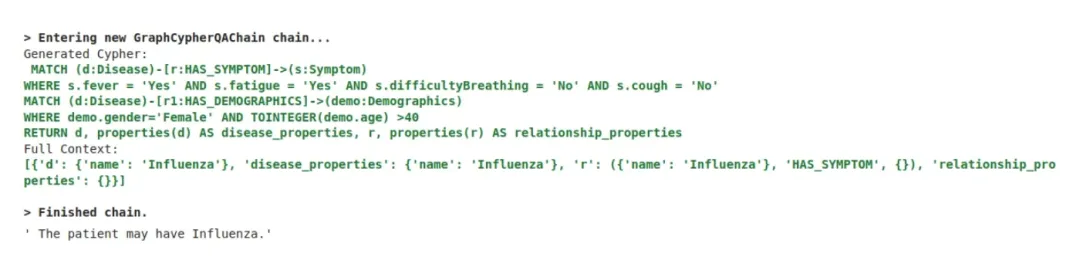 > Entering new GraphCypherQAChain chain...
Generated Cypher:
MATCH (d:Disease)-[r:HAS_SYMPTOM]->(s:Symptom)
WHERE s.fever = 'Yes' AND s.fatigue = 'Yes' AND s.difficultyBreathing = 'No' AND s.cough = 'No'
MATCH (d:Disease)-[r1:HAS_DEMOGRAPHICS]->(demo:Demographics)
WHERE demo.gender='Female' AND TOINTEGER(demo.age) >40
RETURN d, properties(d) AS disease_properties, r, properties(r) AS relationship_properties
Full Context:
[{'d': {'name': 'Influenza'}, 'disease_properties': {'name': 'Influenza'}, 'r': ({'name': 'Influenza'}, 'HAS_SYMPTOM', {}), 'relationship_pro
perties': {}}]
> Finished chain.
' The patient may have Influenza.'